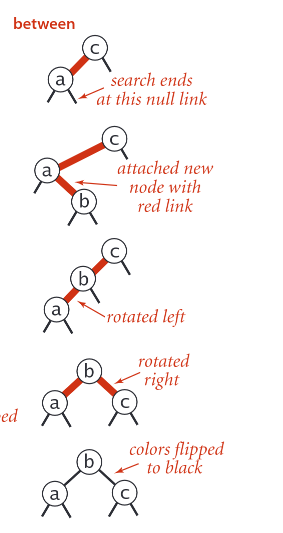 between
c
a
search ends
at this null link
c
a
attached new
node with
red link
b
c
b
a
rotated left
rotated
right
b
a
c
ed
colors flipped
to black
b
a
c